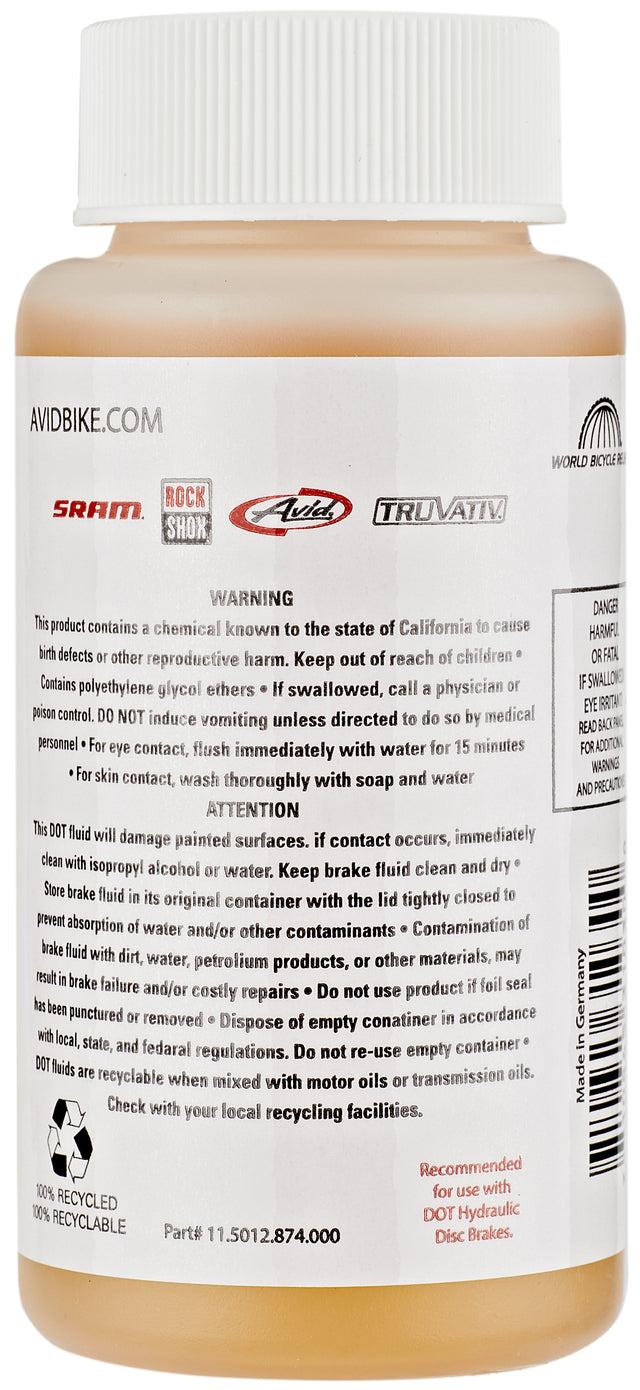 AVIDBIKE.COM
WORLD BICYCLE
SRAM.
ROCK
SHOX
Avid.
TRUVATIV.
WARNING
This product contains a chemical known to the state of California to cause
birth defects or other reproductive harm. Keep out of reach of children •
Contains polyethylene glycol ethers • If swallowed, call a physician or
poison control. DO NOT induce vomiting unless directed to do so by medical
personnel • For eye contact, flush immediately with water for 15 minutes
• For skin contact, wash thoroughly with soap and water
ATTENTION
This DOT fluid will damage painted surfaces. if contact occurs, immediately
clean with isopropyl alcohol or water. Keep brake fluid clean and dry •
Store brake fluid in its original container with the lid tightly closed to
prevent absorption of water and/or other contaminants • Contamination of
brake fluid with dirt, water, petrolium products, or other materials, may
result in brake failure and/or costly repairs • Do not use product if foil seal
has been punctured or removed • Dispose of empty conatiner in accordance
with local, state, and fedaral regulations. Do not re-use empty container •
DOT fluids are recyclable when mixed with motor oils or transmission oils.
Check with your local recycling facilities.
100% RECYCLED
100% RECYCLABLE
Part# 11.5012.874.000
Recommended
for use with
DOT Hydraulic
Disc Brakes.
DANGER
HARMFUL
OR FATAL
IF SWALLOWED
EYE IRRITANT
READ BACK PANEL
FOR ADDITIONAL
WARNINGS
AND PRECAUTIONS
Made in Germany